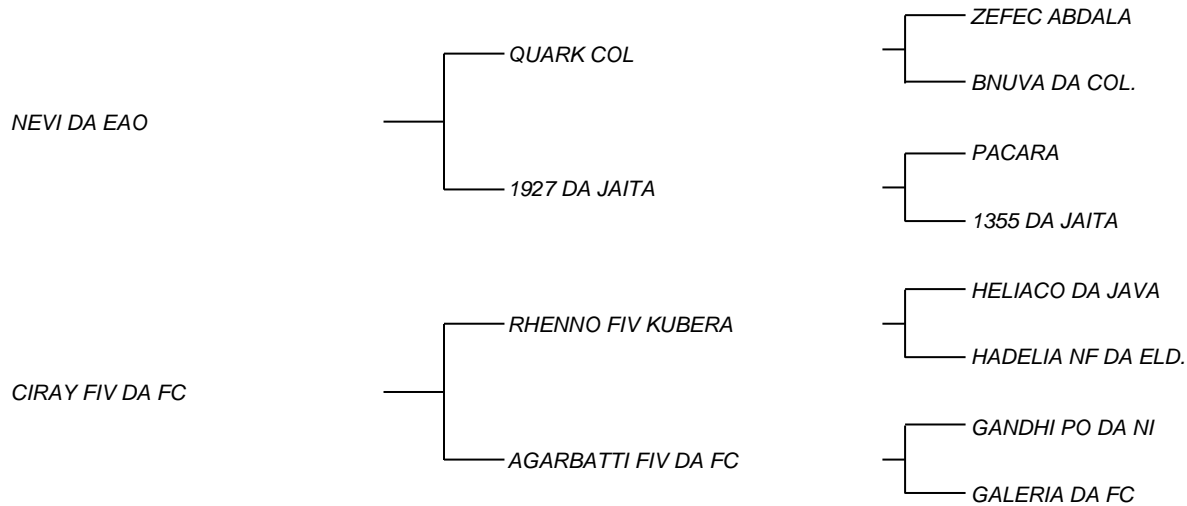 ZEFEC ABDALA
QUARK COL
BNUVA DA COL.
NEVI DA EAO
PACARA
1927 DA JAITA
1355 DA JAITA
HELIACO DA JAVA
RHENNO FIV KUBERA
HADELIA NF DA ELD.
CIRAY FIV DA FC
GANDHI PO DA NI
AGARBATTI FIV DA FC
GALERIA DA FC